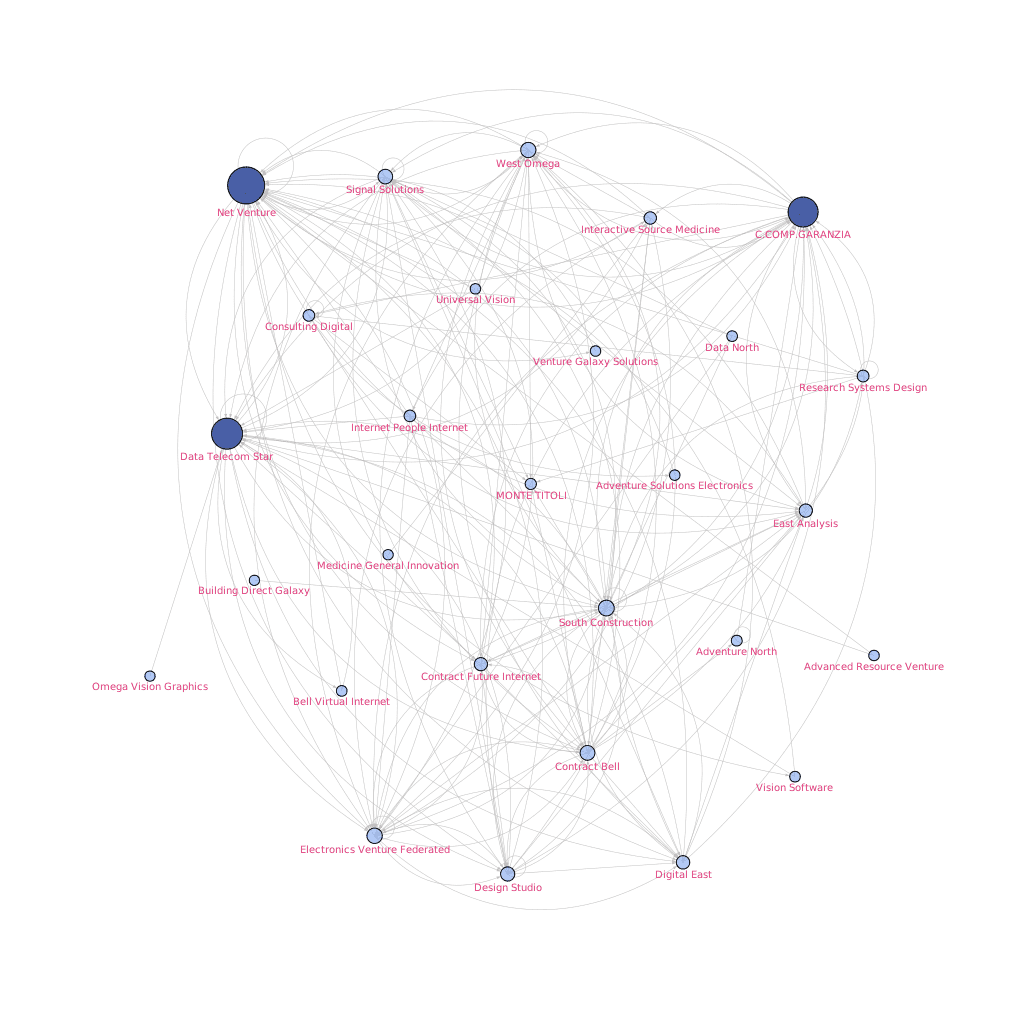 West Omega
Signal Solutions
Net Venture
Interactive Source Medicine
C.COMP.GARANZIA
Universal Vision
Consulting Digital
Data North
Venture Galaxy Solutions
Research Systems Design
Internet People Internet
Data Telecom Star
Adventure Solutions Electronics
MONTE TITOLI
East Analysis
Medicine General Innovation
Building Direct Galaxy
South Construction
Adventure North
Advanced Resource Venture
Contract Future Internet
Omega Vision Graphics
Bell Virtual Internet
Contract Bell
Vision Software
Electronics Venture Federated
Digital East
Design Studio